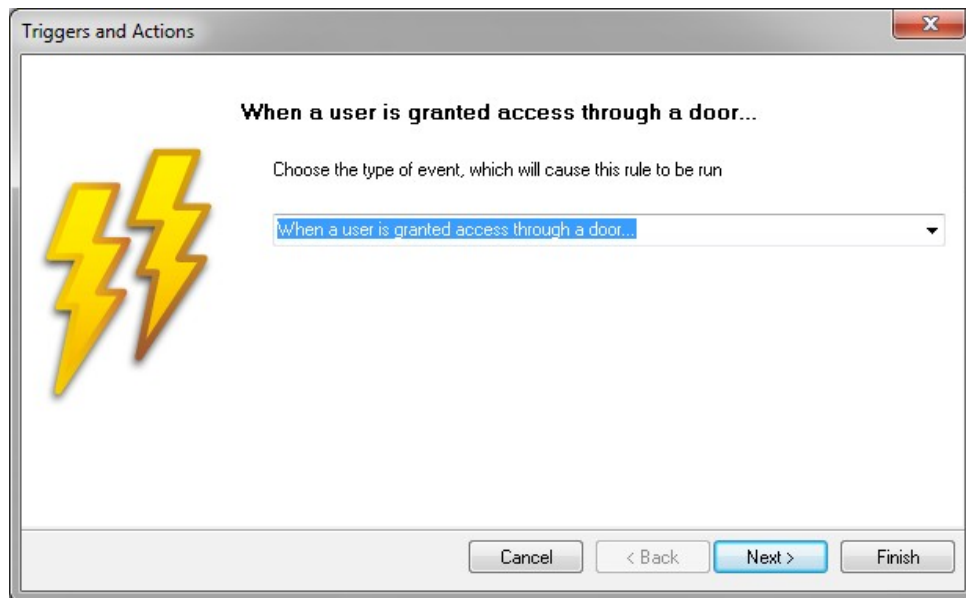 Triggers and Actions
When a user is granted access through a door...
Choose the type of event, which will cause this rule to be run
When a user is granted access through a door...
Cancel
< Back
Next >
Finish